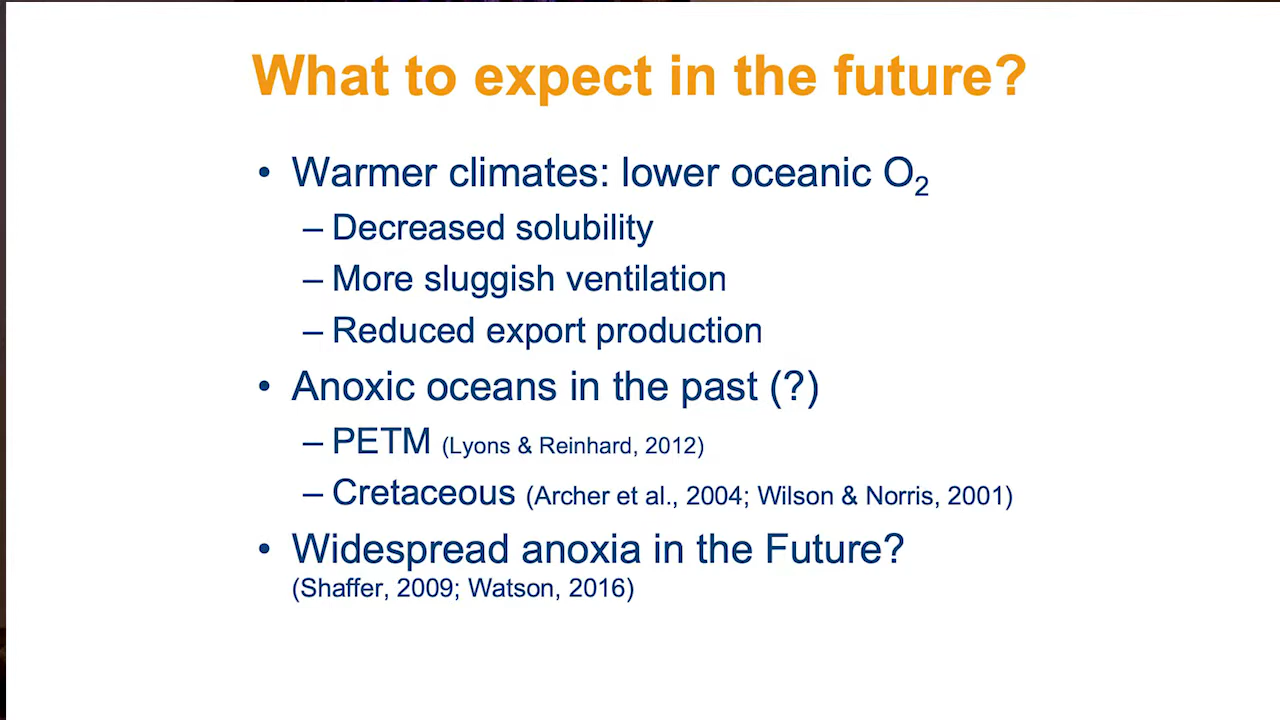 What to expect in the future?
• Warmer climates: lower oceanic O₂
– Decreased solubility
– More sluggish ventilation
– Reduced export production
• Anoxic oceans in the past (?)
– PETM (Lyons & Reinhard, 2012)
– Cretaceous (Archer et al., 2004; Wilson & Norris, 2001)
• Widespread anoxia in the Future?
(Shaffer, 2009; Watson, 2016)